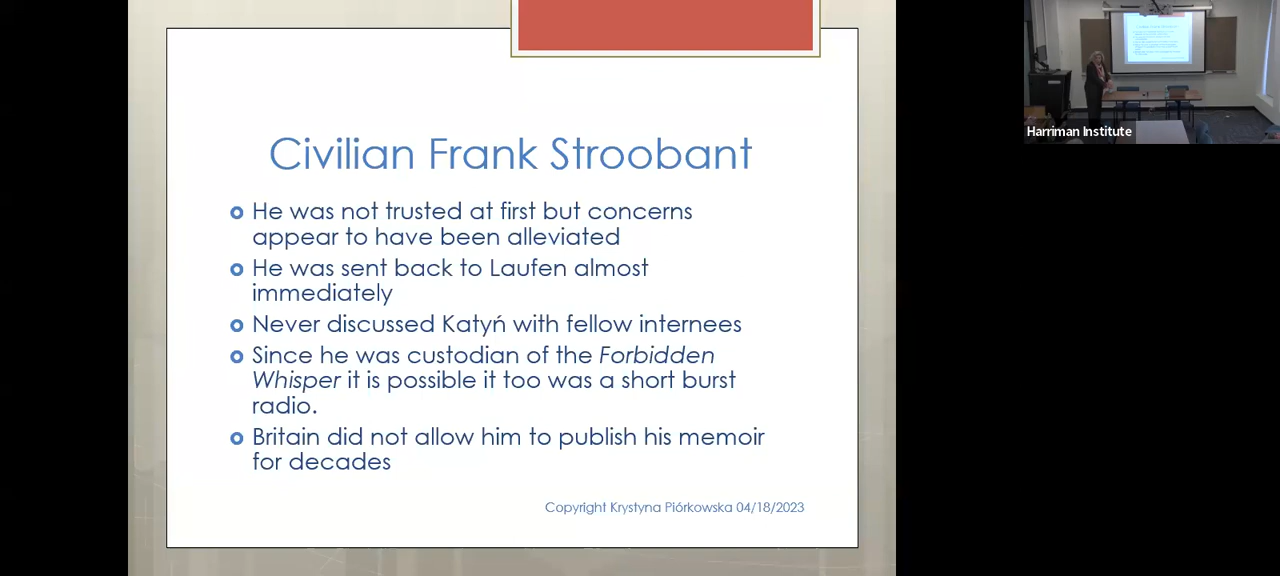 Civilian Frank Stroobant
He was not trusted at first but concerns
appear to have been alleviated
He was sent back to Laufen almost
immediately
Never discussed Katyń with fellow internees
Since he was custodian of the Forbidden
Whisper it is possible it too was a short burst
radio.
Britain did not allow him to publish his memoir
for decades
Copyright Krystyna Piórkowska 04/18/2023
Harriman Institute